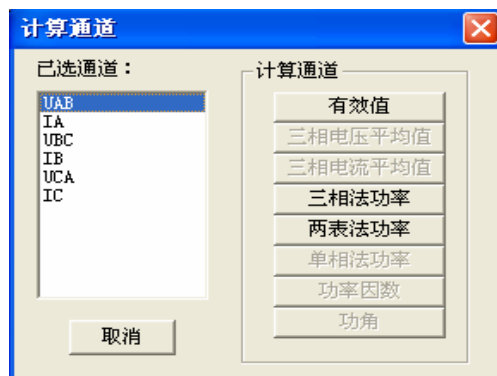 计算通道
已选通道：
UAB
IA
UBC
IB
UCA
IC
取消
计算通道
有效值
三相电压平均值
三相电流平均值
三相法功率
两表法功率
单相法功率
功率因数
功角